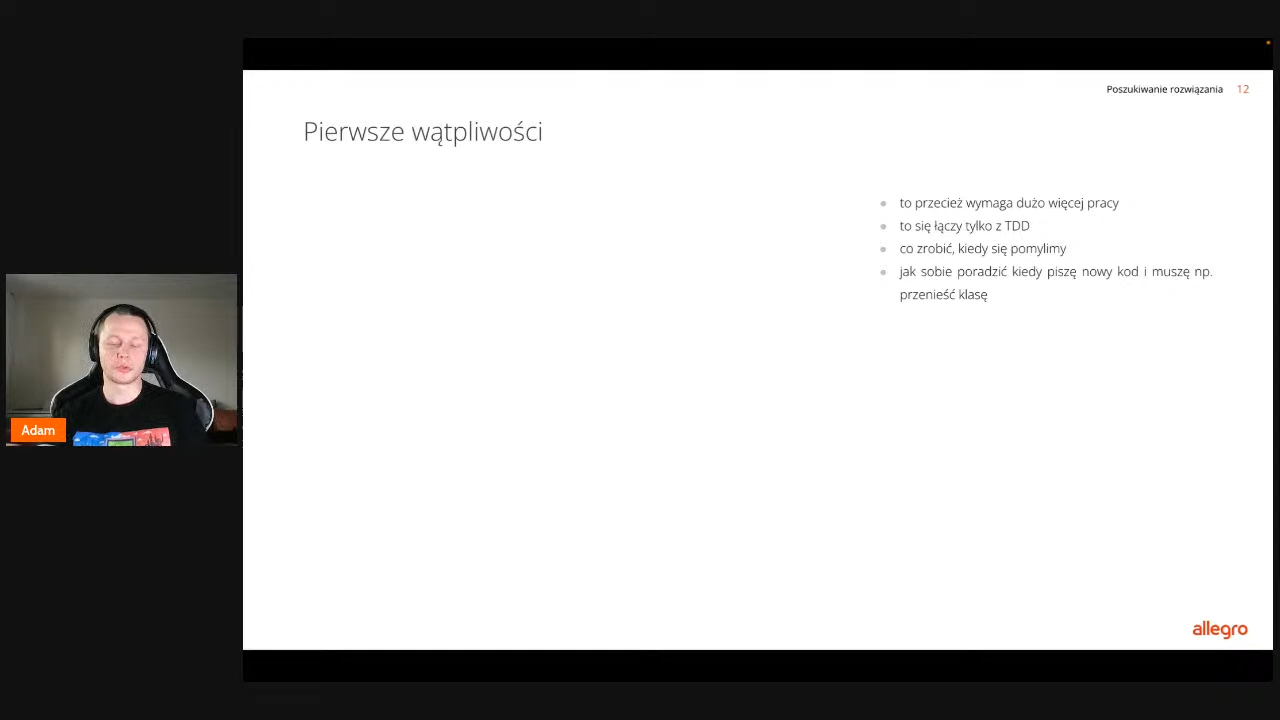 Poszukiwanie rozwiązania 12
Pierwsze wątpliwości
to przecież wymaga dużo więcej pracy
to się łączy tylko z TDD
co zrobić, kiedy się pomylimy
jak sobie poradzić kiedy piszę nowy kod i muszę np.
przenieść klasę
Adam
allegro